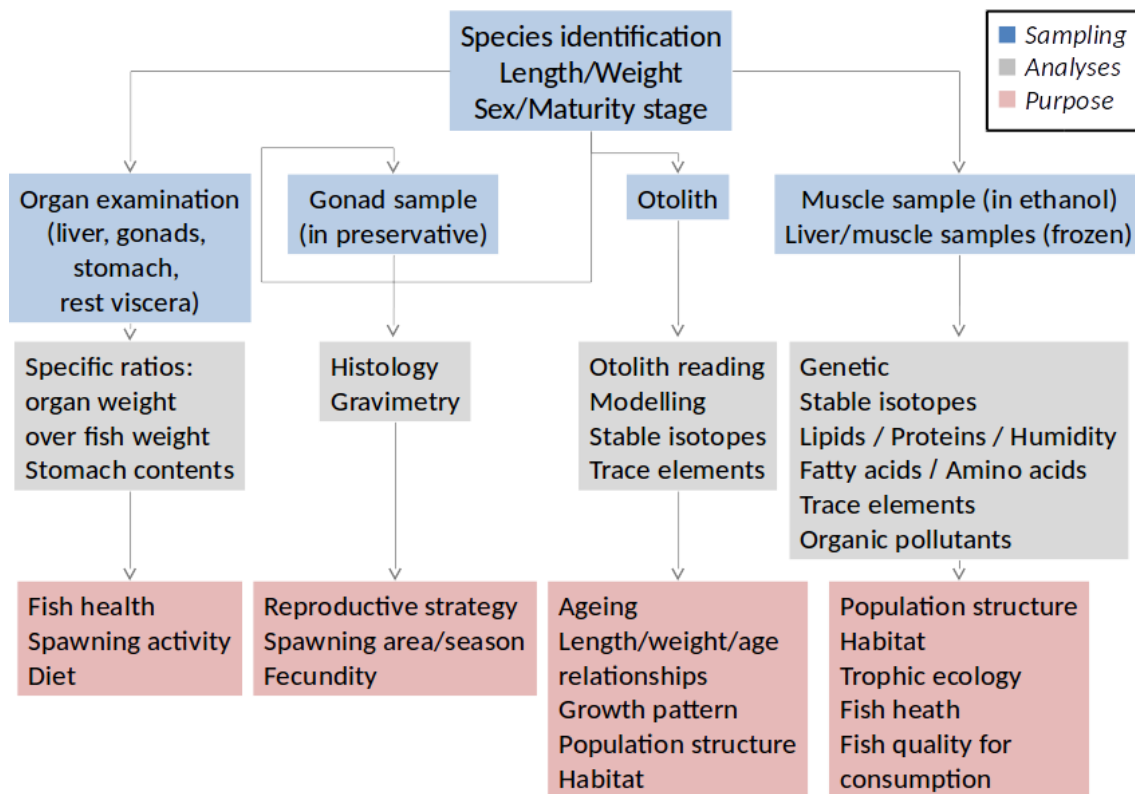 Species identification
Length/Weight
Sex/Maturity stage
Sampling
Analyses
Purpose
Organ examination
(liver, gonads,
stomach,
rest viscera)
Gonad sample
(in preservative)
Otolith
Muscle sample (in ethanol)
Liver/muscle samples (frozen)
Specific ratios:
organ weight
over fish weight
Stomach contents
Histology
Gravimetry
Otolith reading
Modelling
Stable isotopes
Trace elements
Genetic
Stable isotopes
Lipids / Proteins / Humidity
Fatty acids / Amino acids
Trace elements
Organic pollutants
Fish health
Spawning activity
Diet
Reproductive strategy
Spawning area/season
Fecundity
Ageing
Length/weight/age
relationships
Growth pattern
Population structure
Habitat
Population structure
Habitat
Trophic ecology
Fish heath
Fish quality for
consumption